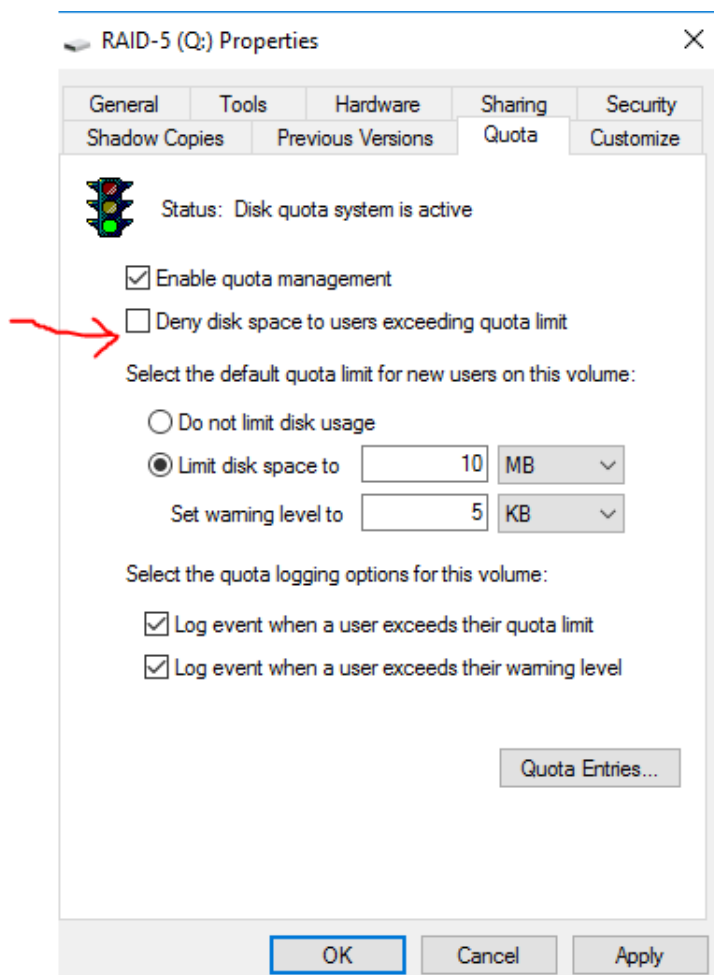 RAID-5 (Q:) Properties
General Tools Hardware Sharing Security
Shadow Copies Previous Versions Quota Customize
Status: Disk quota system is active
Enable quota management
Deny disk space to users exceeding quota limit
Select the default quota limit for new users on this volume:
Do not limit disk usage
Limit disk space to 10 MB
Set warning level to 5 KB
Select the quota logging options for this volume:
Log event when a user exceeds their quota limit
Log event when a user exceeds their warning level
Quota Entries...
OK Cancel Apply